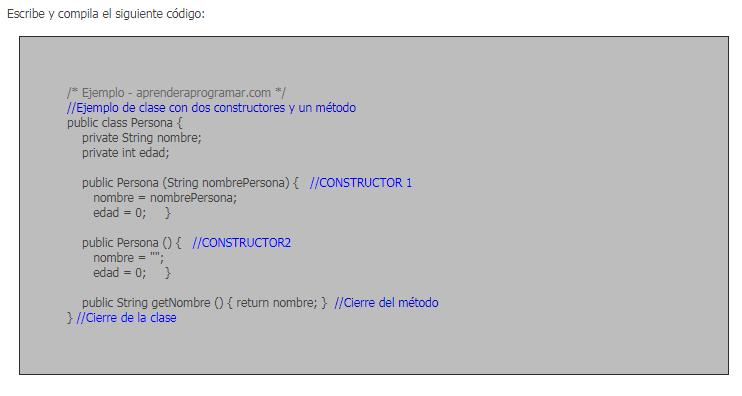 Escribe y compila el siguiente código:
/* Ejemplo - aprenderaprogramar.com */
//Ejemplo de clase con dos constructores y un método
public class Persona {
private String nombre;
private int edad;
public Persona (String nombrePersona) { //CONSTRUCTOR 1
nombre = nombrePersona;
edad = 0; }
public Persona () { //CONSTRUCTOR2
nombre = "";
edad = 0; }
public String getNombre () { return nombre; } //Cierre del método
} //Cierre de la clase